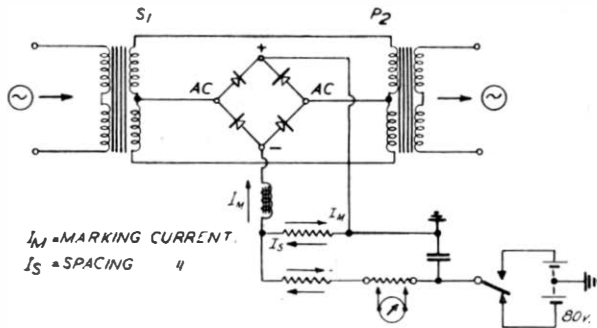 S1 P2
+
AC AC
−
IM IM
IS
IM = MARKING CURRENT.
IS = SPACING "
80v.